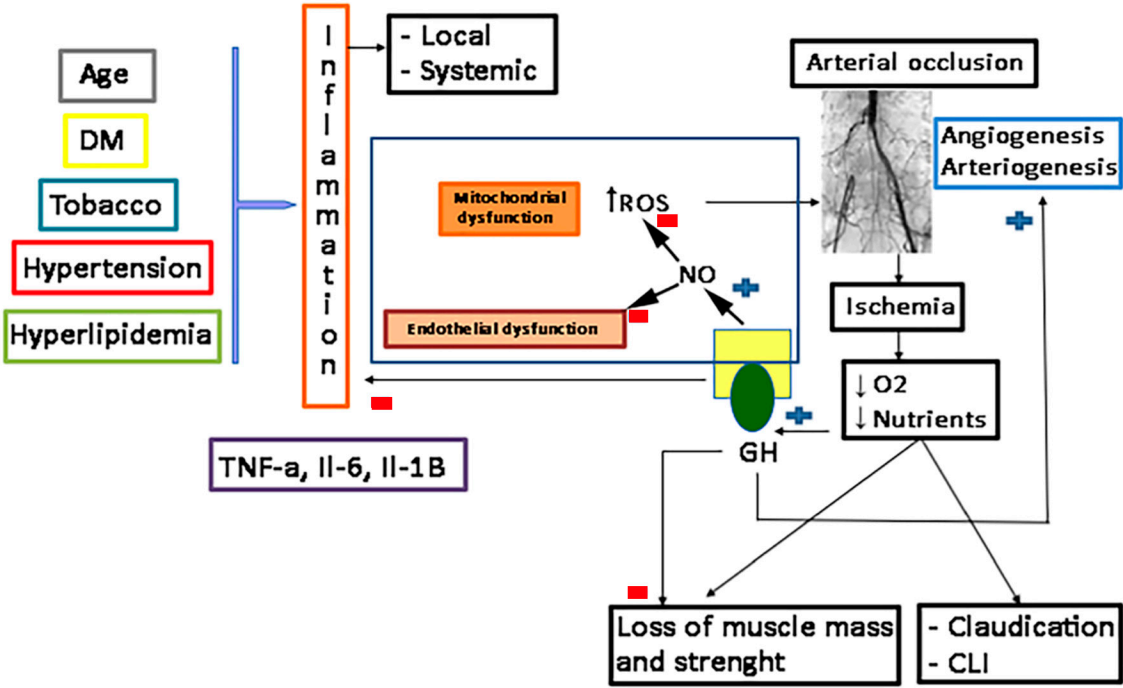 Age
DM
Tobacco
Hypertension
Hyperlipidemia
Inflammation
- Local
- Systemic
TNF-a, Il-6, Il-1B
Mitochondrial
dysfunction
↑ROS
NO
Endothelial dysfunction
GH
Arterial occlusion
Angiogenesis
Arteriogenesis
Ischemia
↓ O2
↓ Nutrients
Loss of muscle mass
and strenght
- Claudication
- CLI